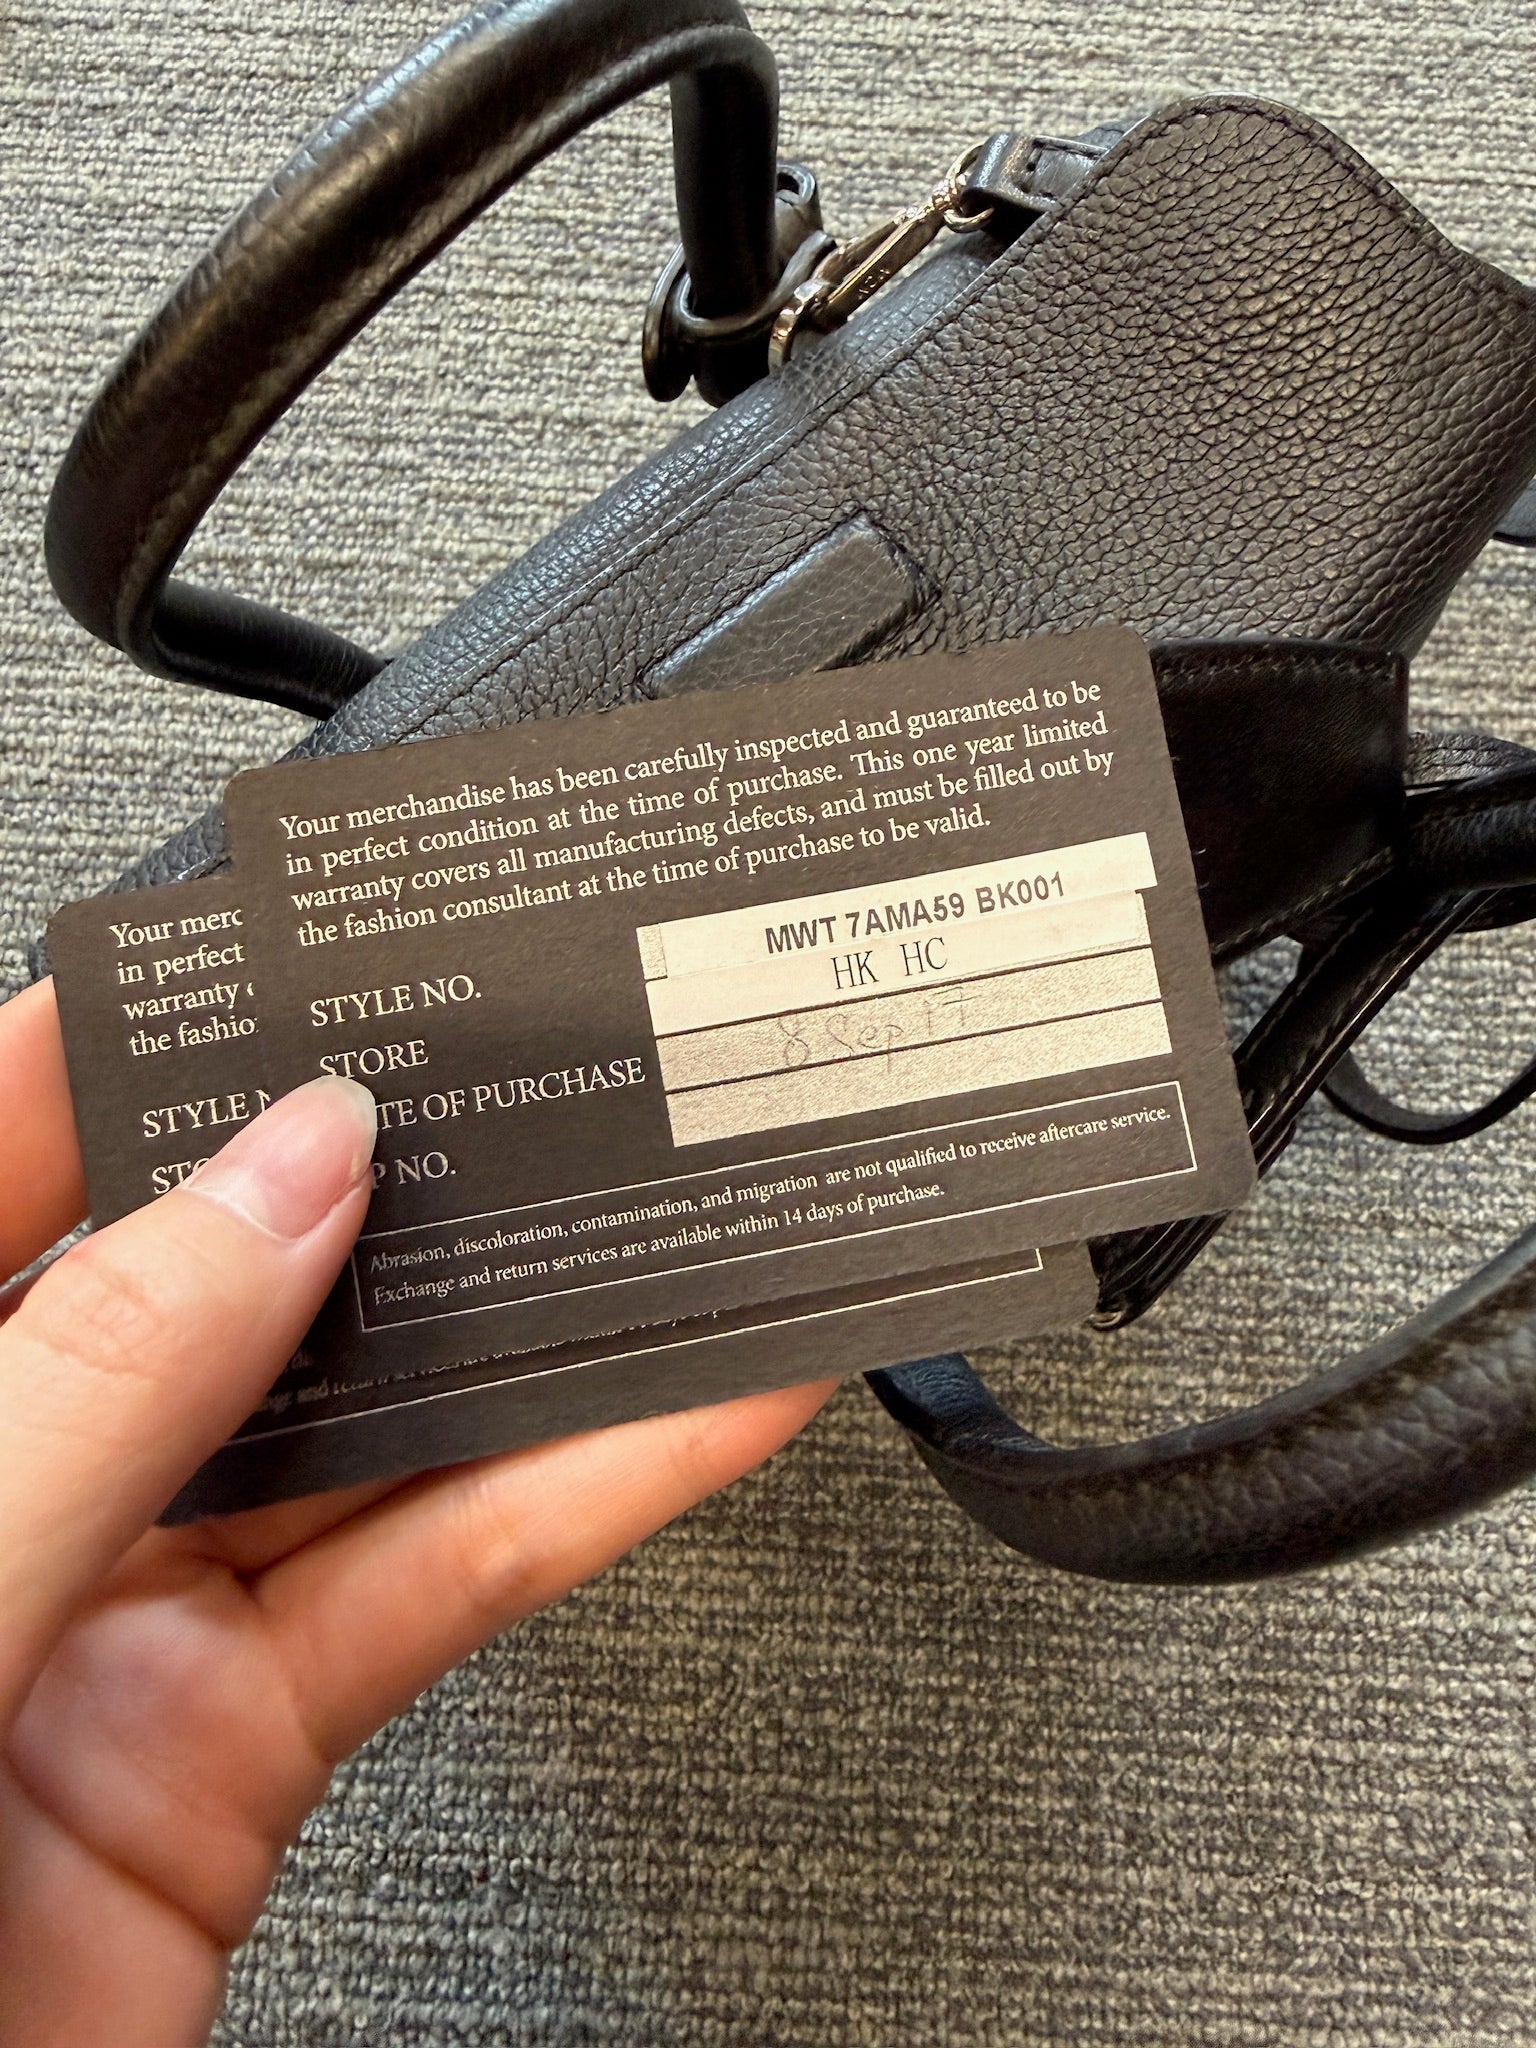 Your merchandise has been carefully inspected and guaranteed to be
in perfect condition at the time of purchase. This one year limited
warranty covers all manufacturing defects, and must be filled out by
the fashion consultant at the time of purchase to be valid.
STYLE NO. MWT 7AMA59 BK001
STORE HK HC
TE OF PURCHASE 8 Sep 17
P NO.
Abrasion, discoloration, contamination, and migration are not qualified to receive aftercare service.
Exchange and return services are available within 14 days of purchase.
Your merc
in perfect
warranty
the fashio
STYLE N
STO